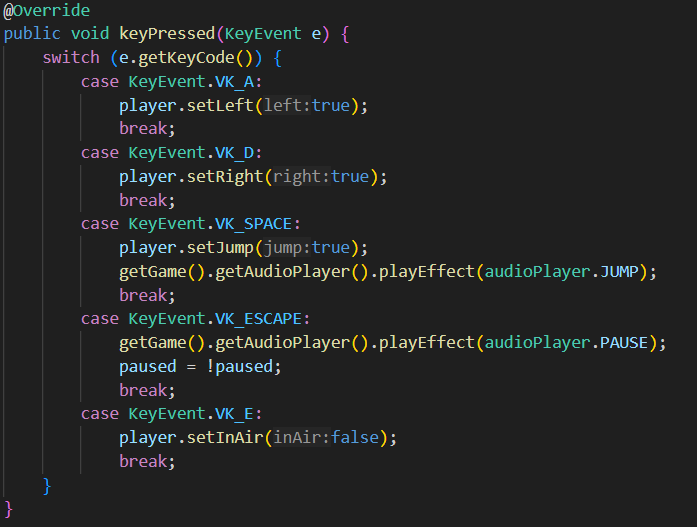 @Override
public void keyPressed(KeyEvent e) {
    switch (e.getKeyCode()) {
        case KeyEvent.VK_A:
            player.setLeft(left:true);
            break;
        case KeyEvent.VK_D:
            player.setRight(right:true);
            break;
        case KeyEvent.VK_SPACE:
            player.setJump(jump:true);
            getGame().getAudioPlayer().playEffect(audioPlayer.JUMP);
            break;
        case KeyEvent.VK_ESCAPE:
            getGame().getAudioPlayer().playEffect(audioPlayer.PAUSE);
            paused = !paused;
            break;
        case KeyEvent.VK_E:
            player.setInAir(inAir:false);
            break;
    }
}